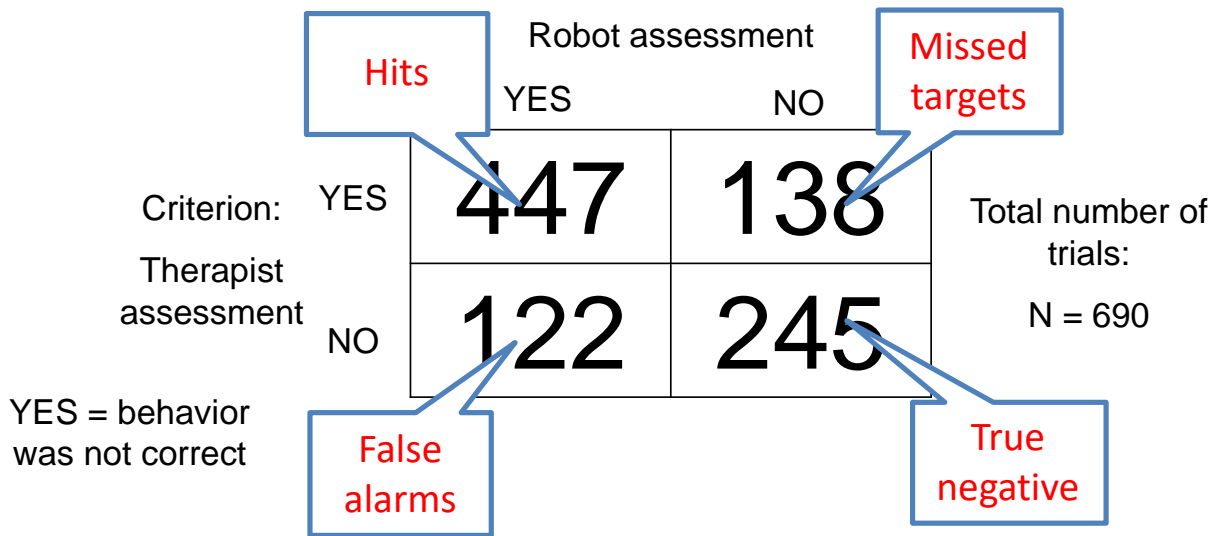 Robot assessment
Hits
Missed
targets
YES
NO
Criterion:
Therapist
assessment
YES
447
138
Total number of
trials:
N = 690
NO
122
245
YES = behavior
was not correct
False
alarms
True
negative